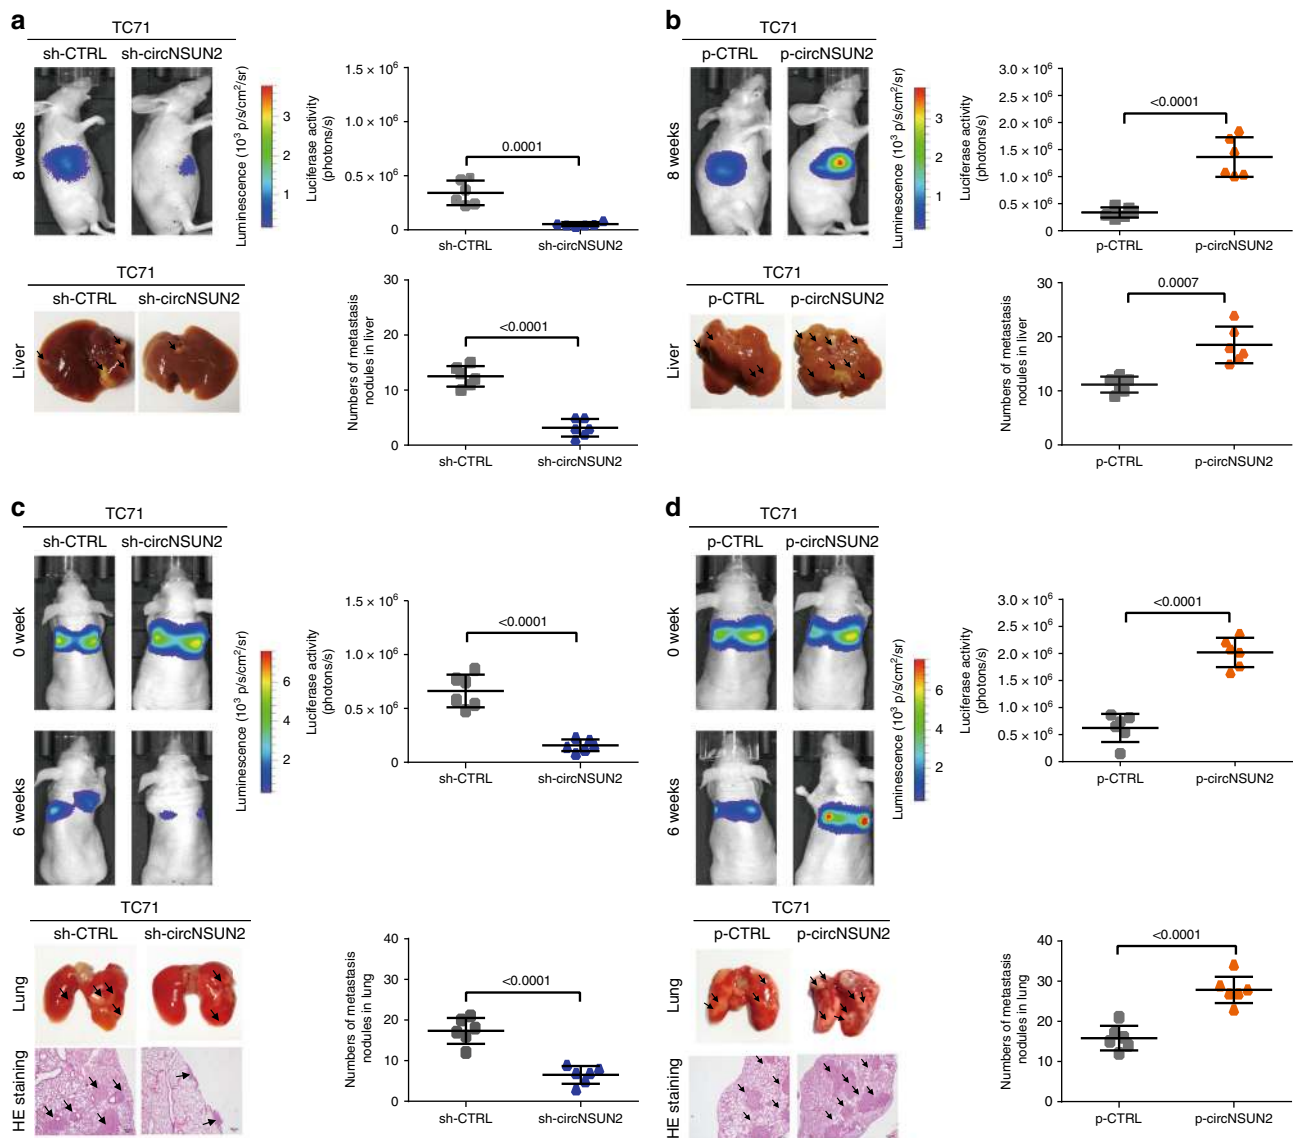 a
TC71
sh-CTRL sh-circNSUN2
8 weeks
Luminescence (10³ p/s/cm²/sr)
3
2
1
Luciferase activity
(photons/s)
1.5 × 10⁶
1.0 × 10⁶
0.5 × 10⁶
0
0.0001
sh-CTRL sh-circNSUN2
TC71
sh-CTRL sh-circNSUN2
Liver
Numbers of metastasis
nodules in liver
30
20
10
0
<0.0001
sh-CTRL sh-circNSUN2
b
TC71
p-CTRL p-circNSUN2
8 weeks
Luminescence (10³ p/s/cm²/sr)
3
2
1
Luciferase activity
(photons/s)
3.0 × 10⁶
2.5 × 10⁶
2.0 × 10⁶
1.5 × 10⁶
1.0 × 10⁶
0.5 × 10⁶
0
<0.0001
p-CTRL p-circNSUN2
TC71
p-CTRL p-circNSUN2
Liver
Numbers of metastasis
nodules in liver
30
20
10
0
0.0007
p-CTRL p-circNSUN2
c
TC71
sh-CTRL sh-circNSUN2
0 week
6 weeks
Luminescence (10³ p/s/cm²/sr)
6
4
2
Luciferase activity
(photons/s)
1.5 × 10⁶
1.0 × 10⁶
0.5 × 10⁶
0
<0.0001
sh-CTRL sh-circNSUN2
TC71
sh-CTRL sh-circNSUN2
Lung
HE staining
Numbers of metastasis
nodules in lung
40
30
20
10
0
<0.0001
sh-CTRL sh-circNSUN2
d
TC71
p-CTRL p-circNSUN2
0 week
6 weeks
Luminescence (10³ p/s/cm²/sr)
6
4
2
Luciferase activity
(photons/s)
3.0 × 10⁶
2.5 × 10⁶
2.0 × 10⁶
1.5 × 10⁶
1.0 × 10⁶
0.5 × 10⁶
0
<0.0001
p-CTRL p-circNSUN2
TC71
p-CTRL p-circNSUN2
Lung
HE staining
Numbers of metastasis
nodules in lung
40
30
20
10
0
<0.0001
p-CTRL p-circNSUN2